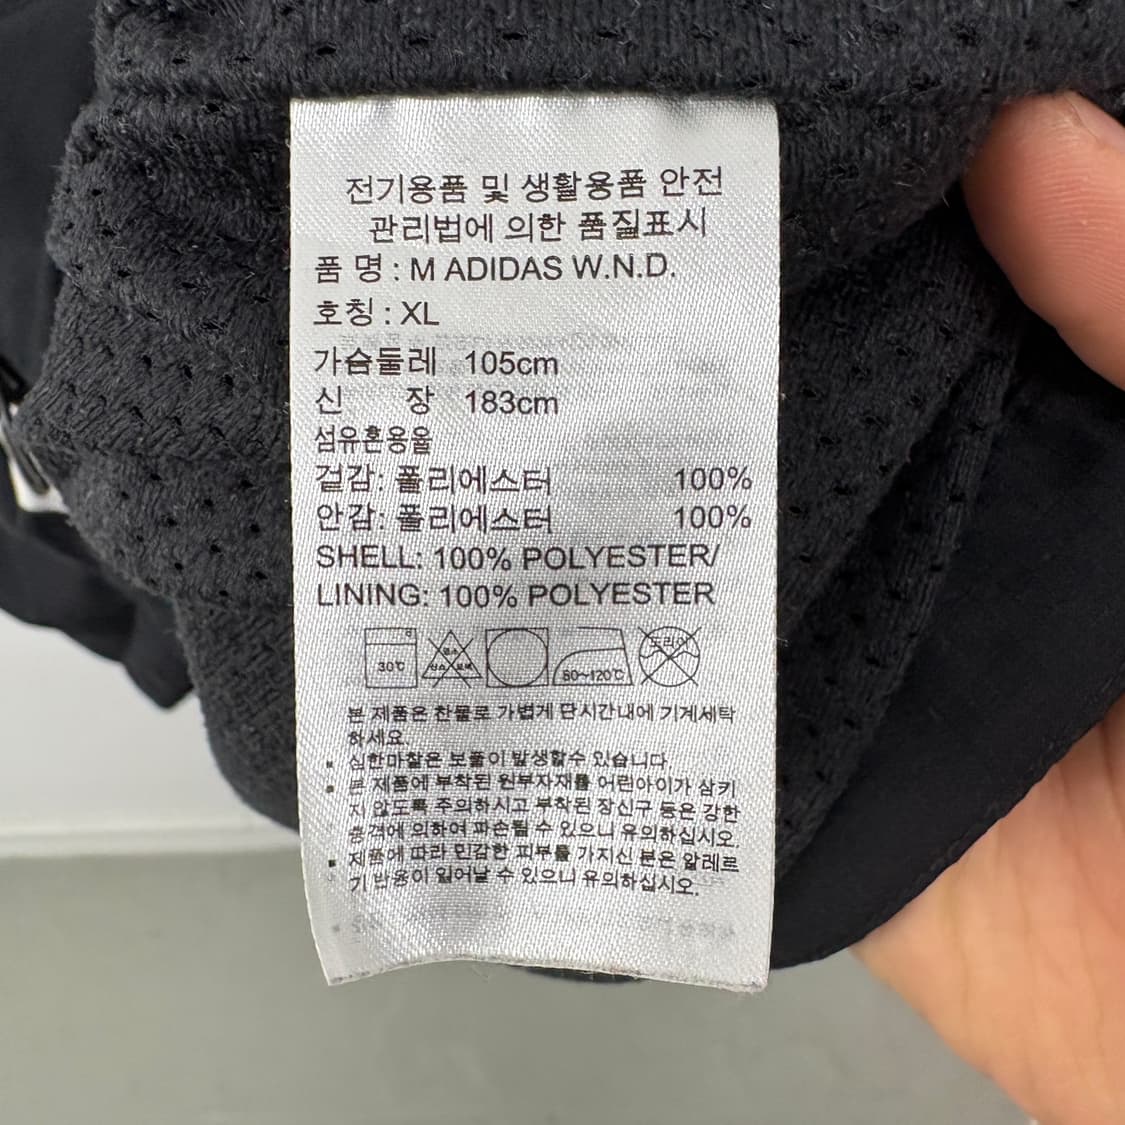 전기용품 및 생활용품 안전
관리법에 의한 품질표시
품 명 : M ADIDAS W.N.D.
호칭 : XL
가슴둘레 105cm
신 장 183cm
섬유혼용율
겉감: 폴리에스터 100%
안감: 폴리에스터 100%
SHELL: 100% POLYESTER/
LINING: 100% POLYESTER
30℃ 염소 산소 표백 80~120℃ 드라이
본 제품은 찬물로 가볍게 단시간내에 기계세탁
하세요.
심한마찰은 보풀이 발생할수 있습니다
본 제품에 부착된 원부자재를 어린아이가 삼키
지 않도록 주의하시고 부착된 장신구 등은 강한
충격에 의하여 파손될 수 있으니 유의하십시오.
제품에 따라 민감한 피부를 가지신 분은 알레르
기 반응이 일어날 수 있으니 유의하십시오.